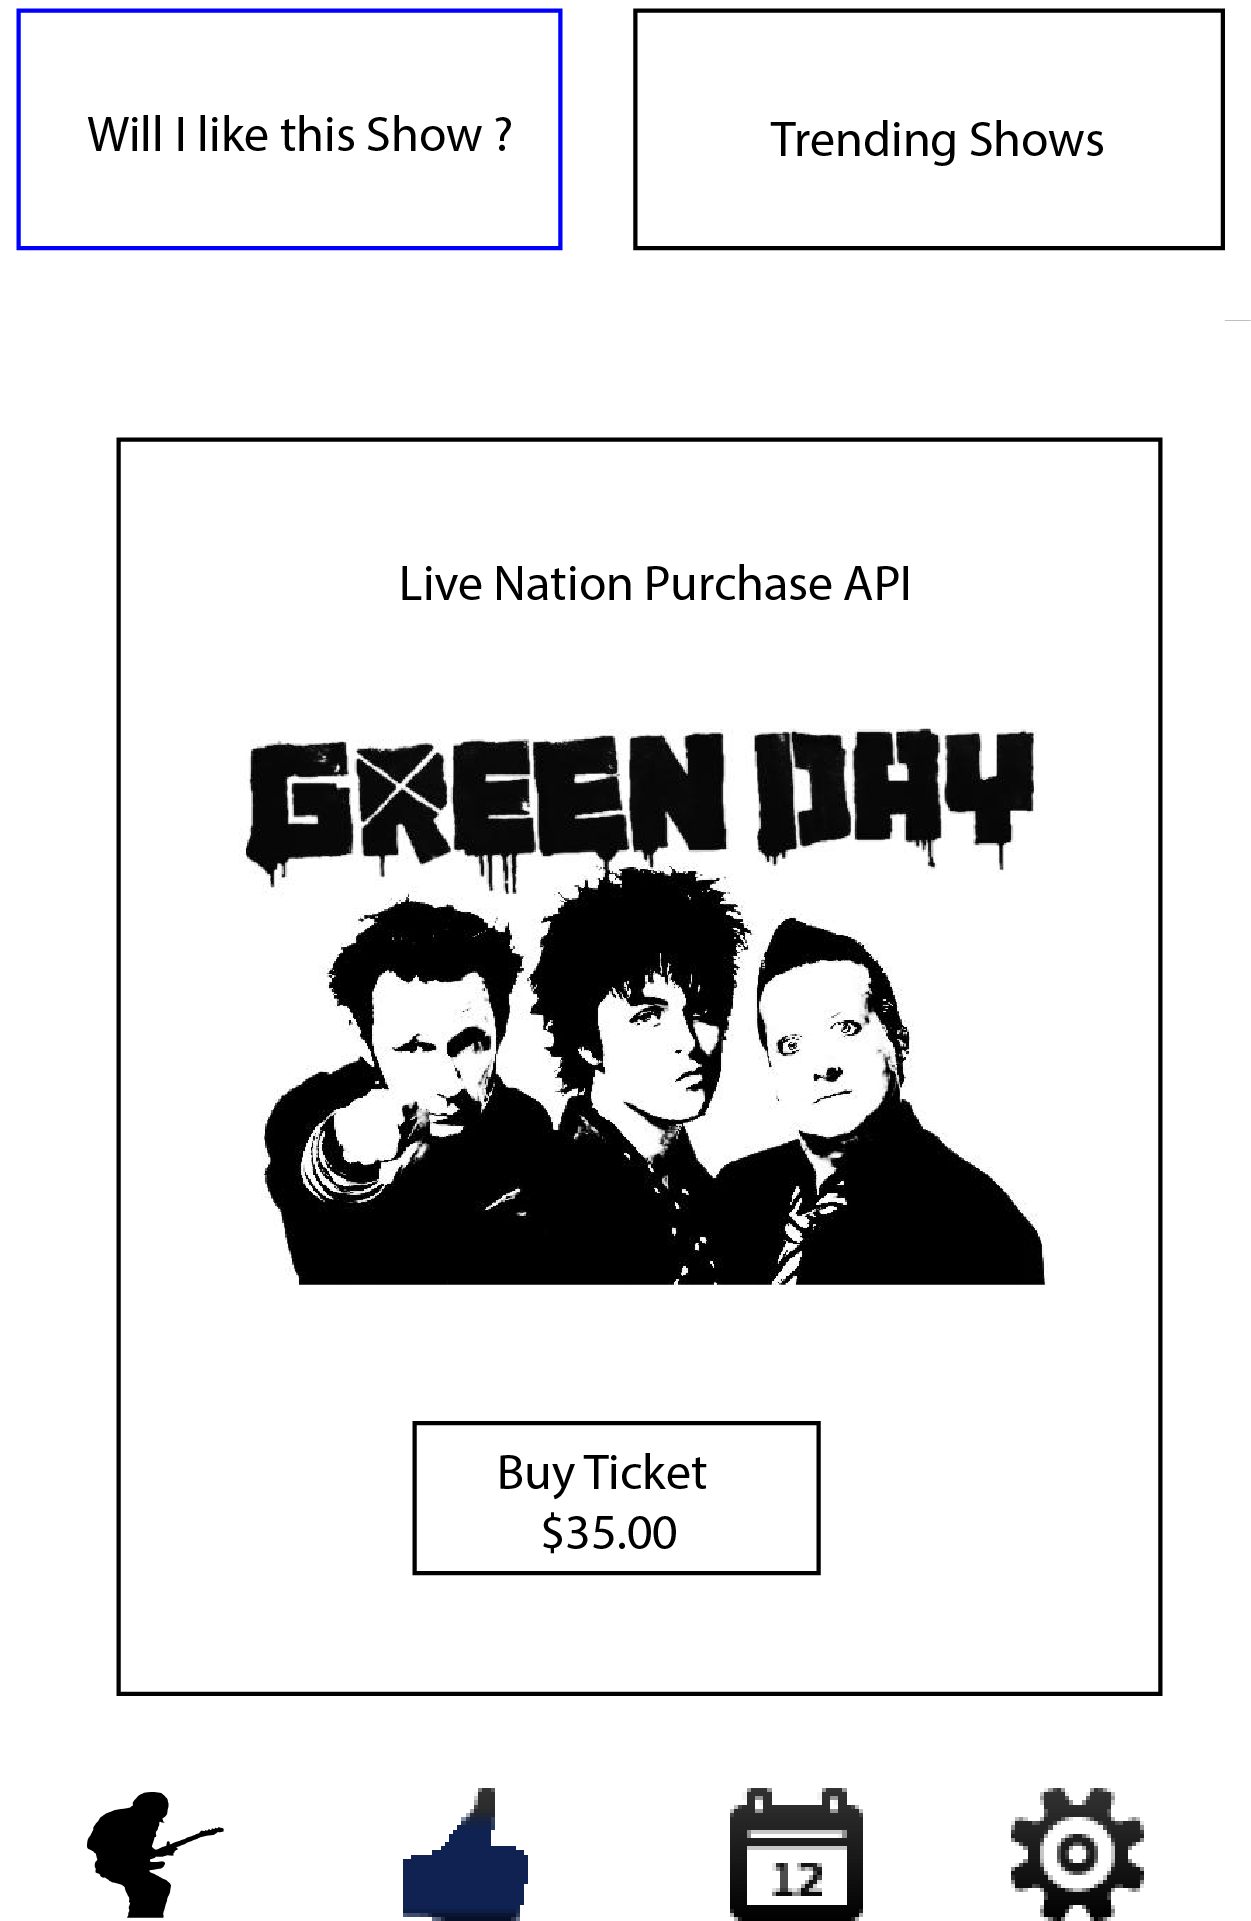 Will I like this Show ?
Trending Shows
Live Nation Purchase API
GREEN DAY
Buy Ticket
$35.00
12